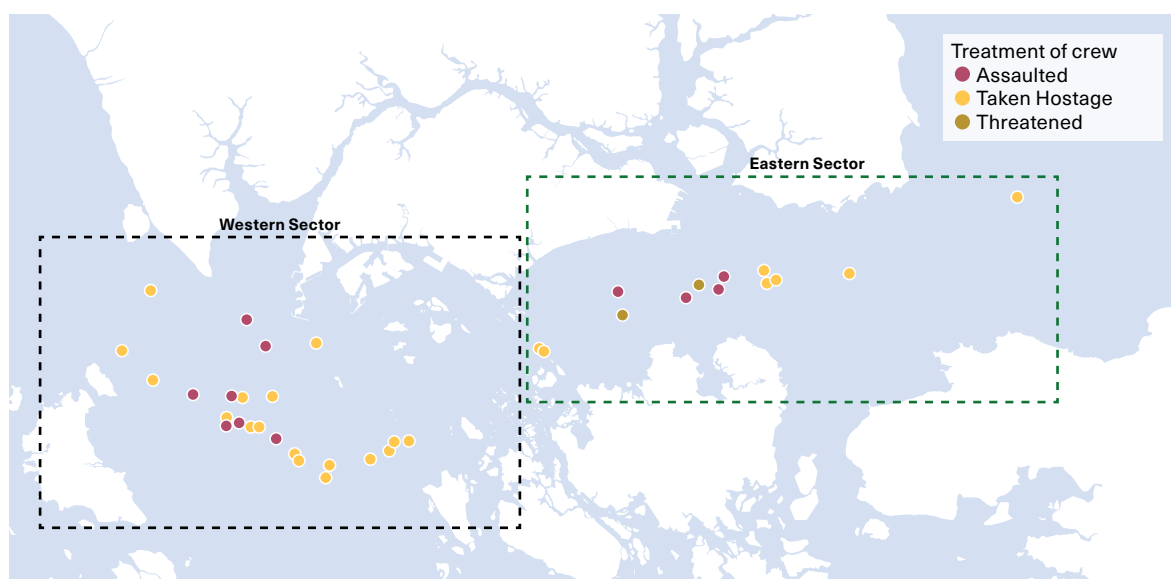 Treatment of crew
Assaulted
Taken Hostage
Threatened
Eastern Sector
Western Sector